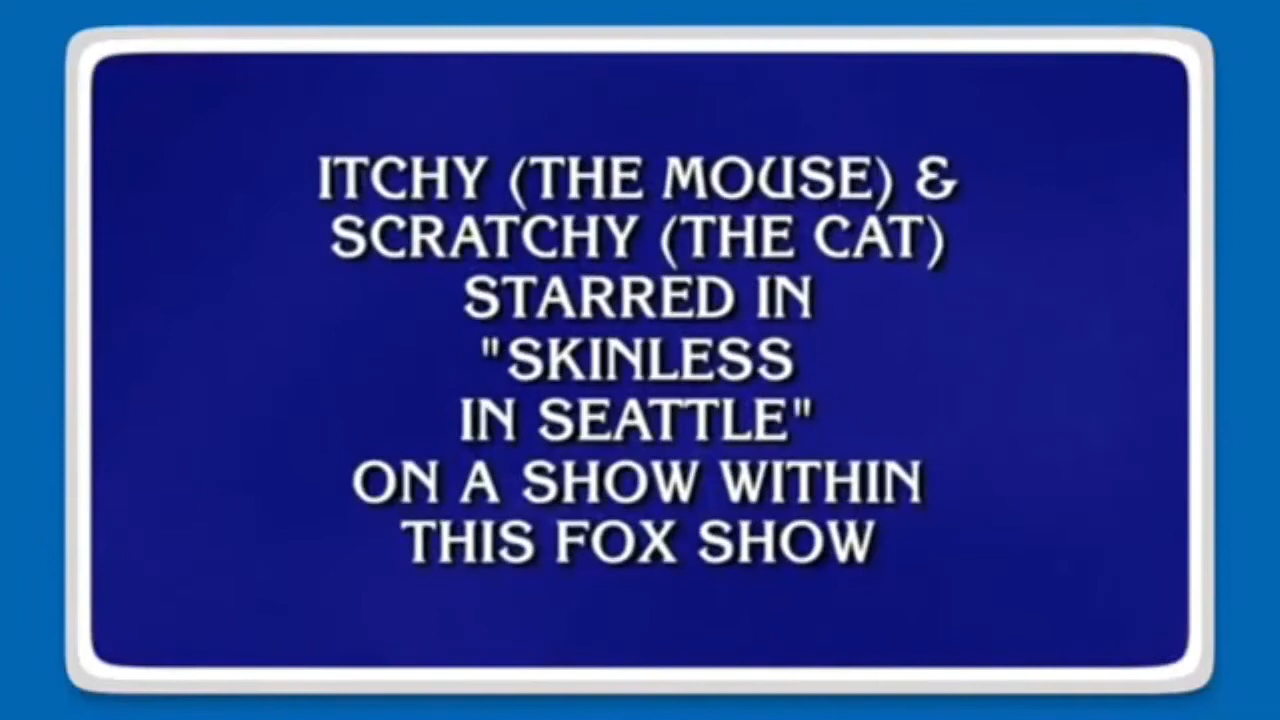 ITCHY (THE MOUSE) &
SCRATCHY (THE CAT)
STARRED IN
"SKINLESS
IN SEATTLE"
ON A SHOW WITHIN
THIS FOX SHOW